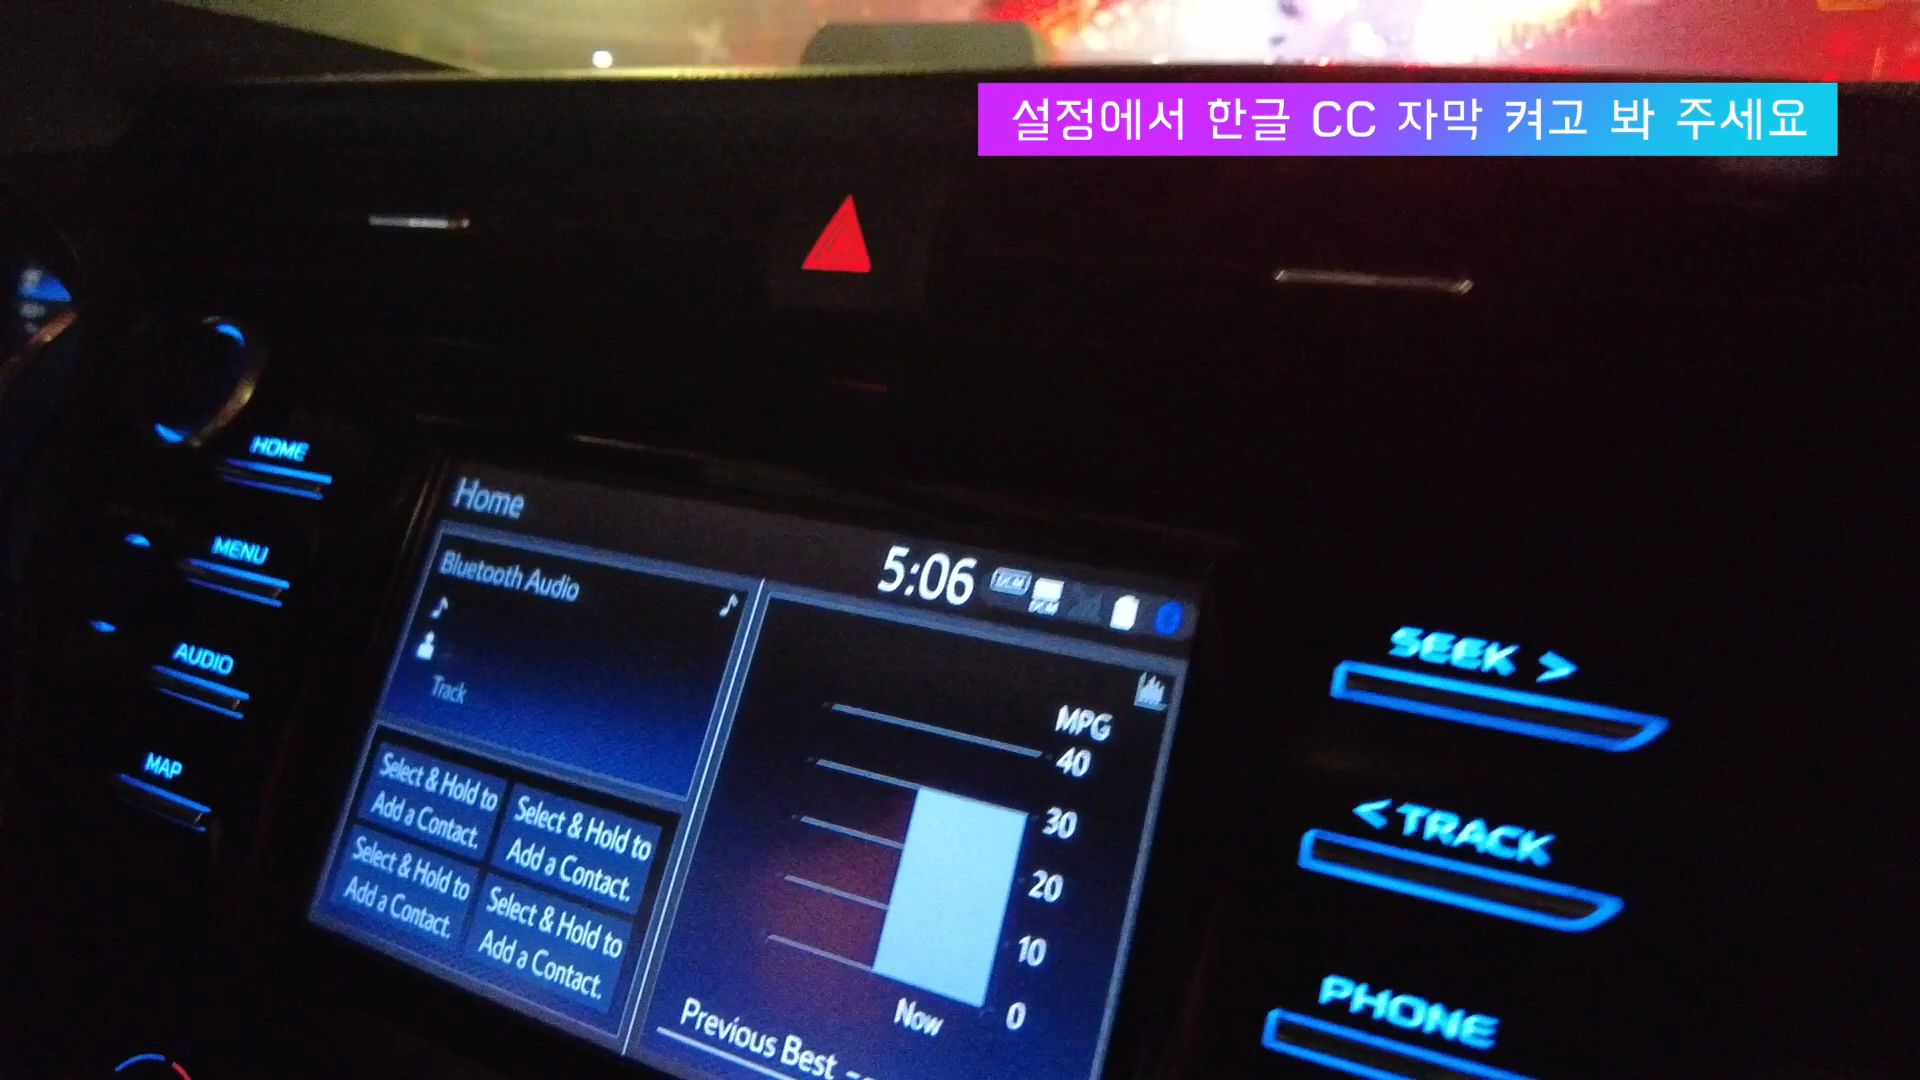 설정에서 한글 CC 자막 켜고 봐 주세요
HOME
MENU
AUDIO
MAP
Home
5:06
DCM
DCM
Bluetooth Audio
Track
Select & Hold to
Add a Contact.
Select & Hold to
Add a Contact.
Select & Hold to
Add a Contact.
Select & Hold to
Add a Contact.
MPG
40
30
20
10
0
Now
Previous Best --
SEEK >
< TRACK
PHONE